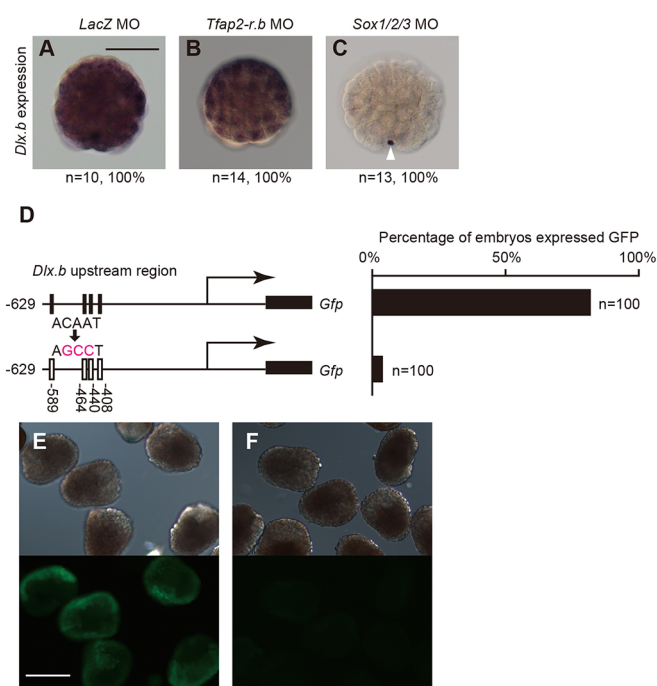 LacZ MO
Tfap2-r.b MO
Sox1/2/3 MO
Dlx.b expression
A
B
C
n=10, 100%
n=14, 100%
n=13, 100%
D
Percentage of embryos expressed GFP
0%
50%
100%
Dlx.b upstream region
-629
Gfp
n=100
ACAAT
AGCCT
-629
Gfp
n=100
-589
-464
-440
-408
E
F